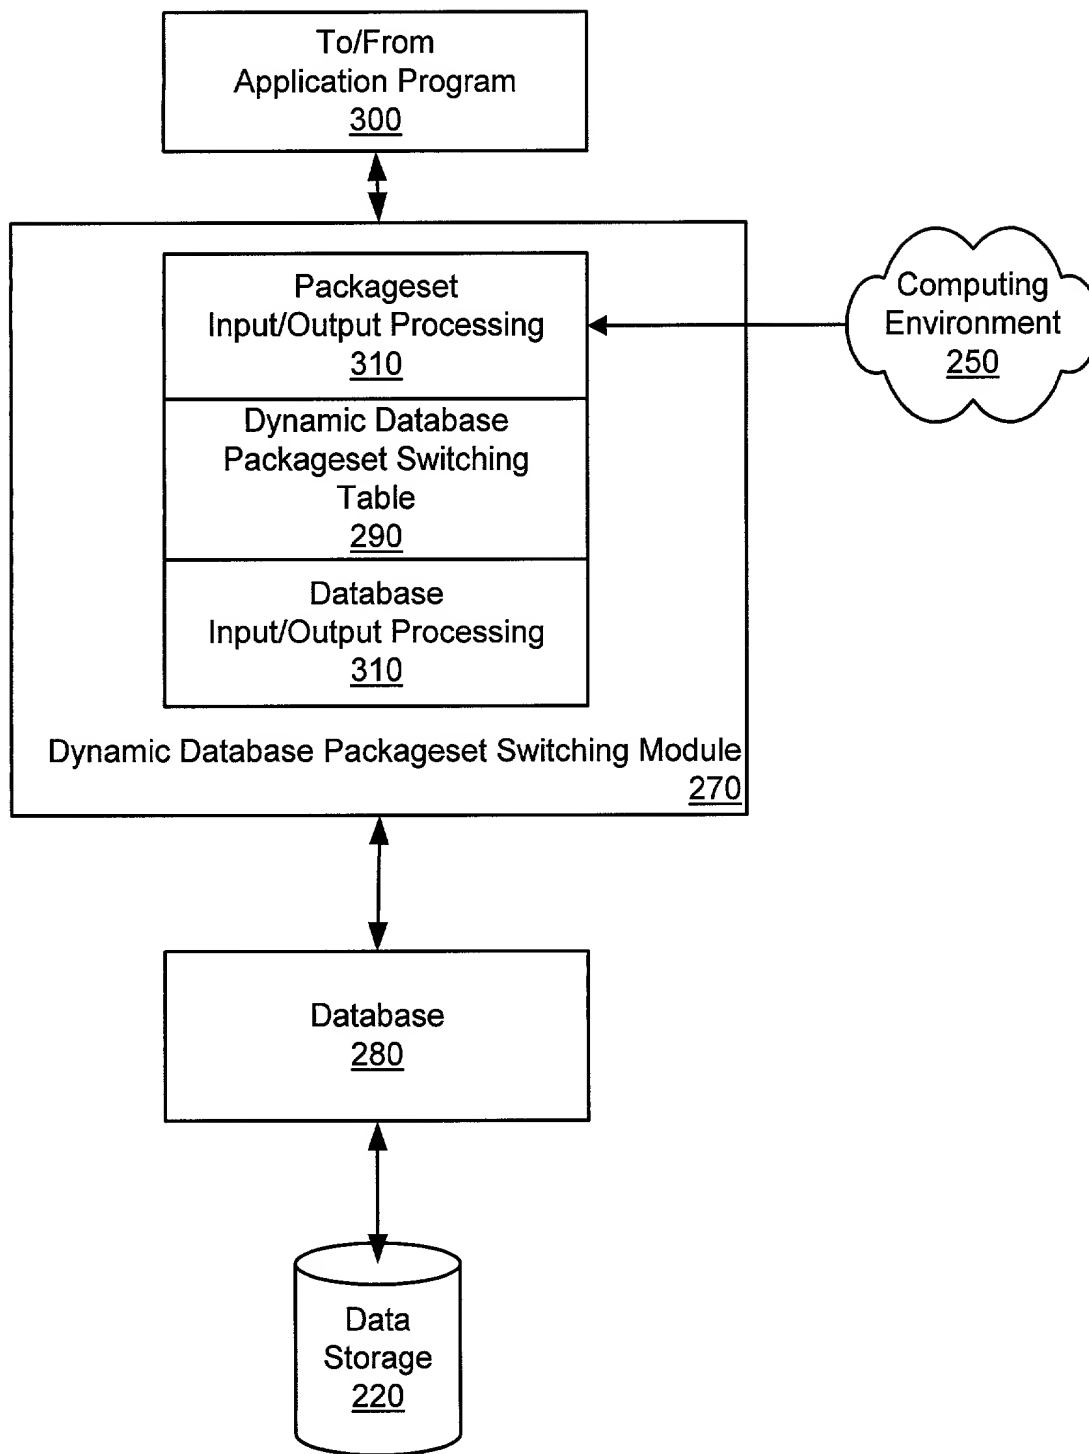 To/From
Application Program
300
Packageset
Input/Output Processing
310
Computing
Environment
250
Dynamic Database
Packageset Switching
Table
290
Database
Input/Output Processing
310
Dynamic Database Packageset Switching Module
270
Database
280
Data
Storage
220